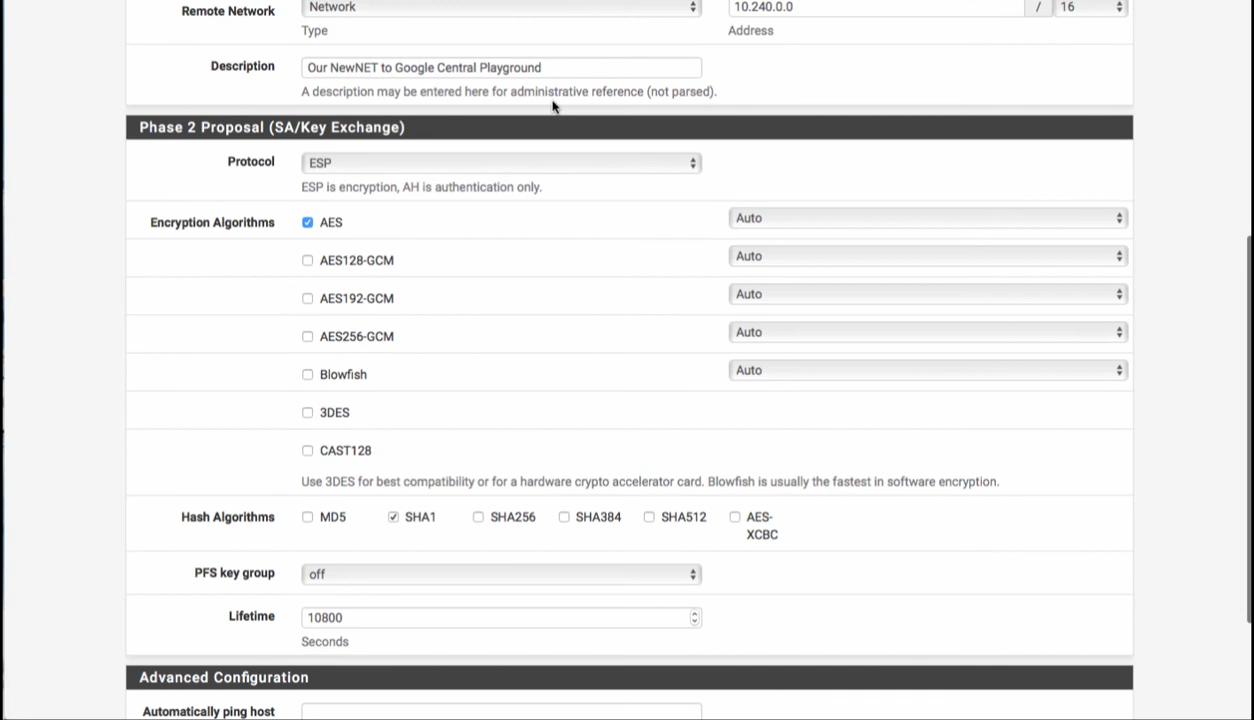 Remote Network Network 10.240.0.0 / 16
Type Address
Description Our NewNET to Google Central Playground
A description may be entered here for administrative reference (not parsed).
Phase 2 Proposal (SA/Key Exchange)
Protocol ESP
ESP is encryption, AH is authentication only.
Encryption Algorithms AES Auto
AES128-GCM Auto
AES192-GCM Auto
AES256-GCM Auto
Blowfish Auto
3DES
CAST128
Use 3DES for best compatibility or for a hardware crypto accelerator card. Blowfish is usually the fastest in software encryption.
Hash Algorithms MD5 SHA1 SHA256 SHA384 SHA512 AES-
XCBC
PFS key group off
Lifetime 10800
Seconds
Advanced Configuration
Automatically ping host